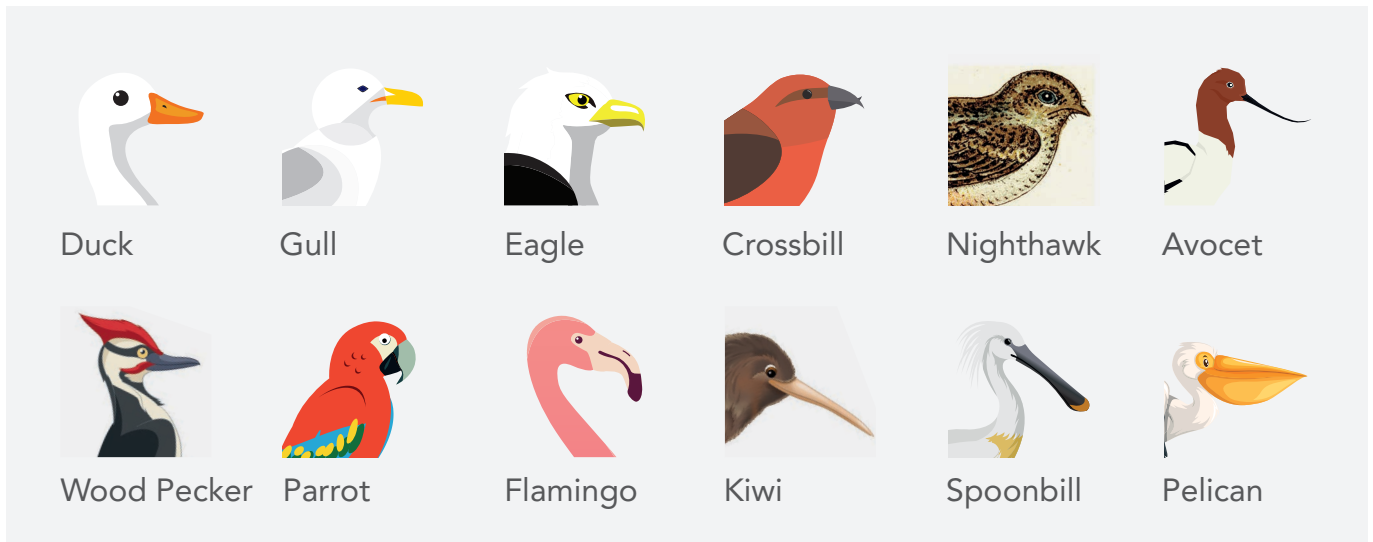 Duck Gull Eagle Crossbill Nighthawk Avocet
Wood Pecker Parrot Flamingo Kiwi Spoonbill Pelican